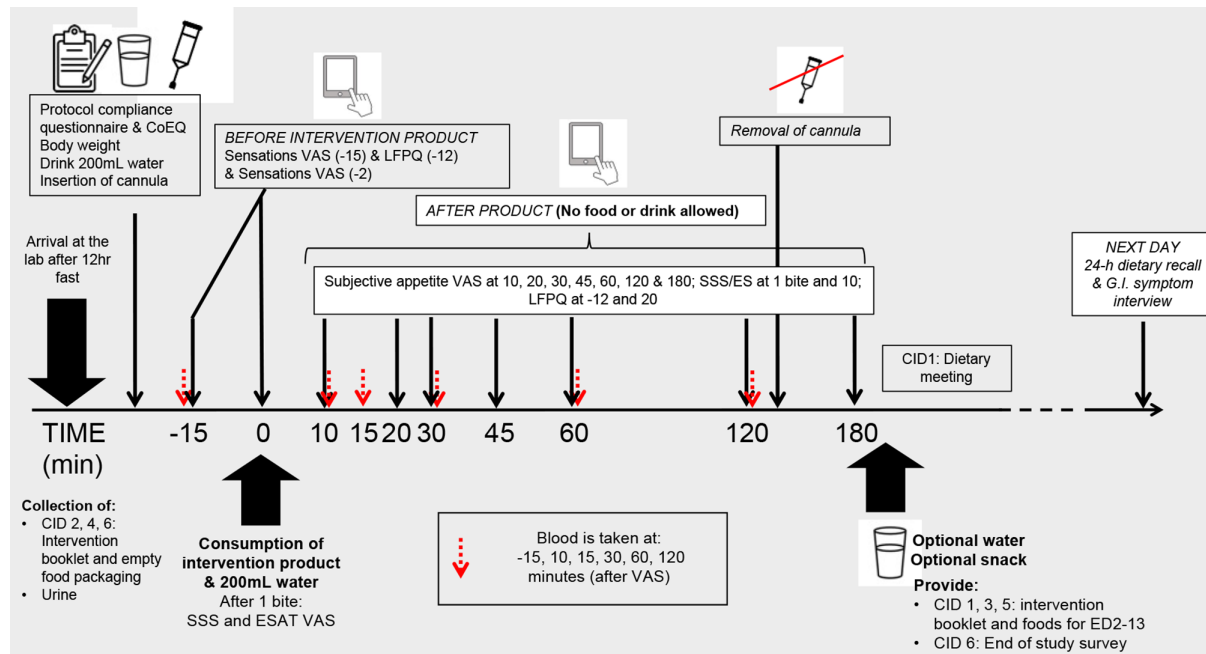 Protocol compliance
questionnaire & CoEQ
Body weight
Drink 200mL water
Insertion of cannula
BEFORE INTERVENTION PRODUCT
Sensations VAS (-15) & LFPQ (-12)
& Sensations VAS (-2)
Removal of cannula
AFTER PRODUCT (No food or drink allowed)
Arrival at the
lab after 12hr
fast
Subjective appetite VAS at 10, 20, 30, 45, 60, 120 & 180; SSS/ES at 1 bite and 10;
LFPQ at -12 and 20
NEXT DAY
24-h dietary recall
& G.I. symptom
interview
CID1: Dietary
meeting
TIME
(min)
-15
0
10
15
20
30
45
60
120
180
Collection of:
• CID 2, 4, 6:
Intervention
booklet and empty
food packaging
• Urine
Consumption of
intervention product
& 200mL water
After 1 bite:
SSS and ESAT VAS
Blood is taken at:
-15, 10, 15, 30, 60, 120
minutes (after VAS)
Optional water
Optional snack
Provide:
• CID 1, 3, 5: intervention
booklet and foods for ED2-13
• CID 6: End of study survey